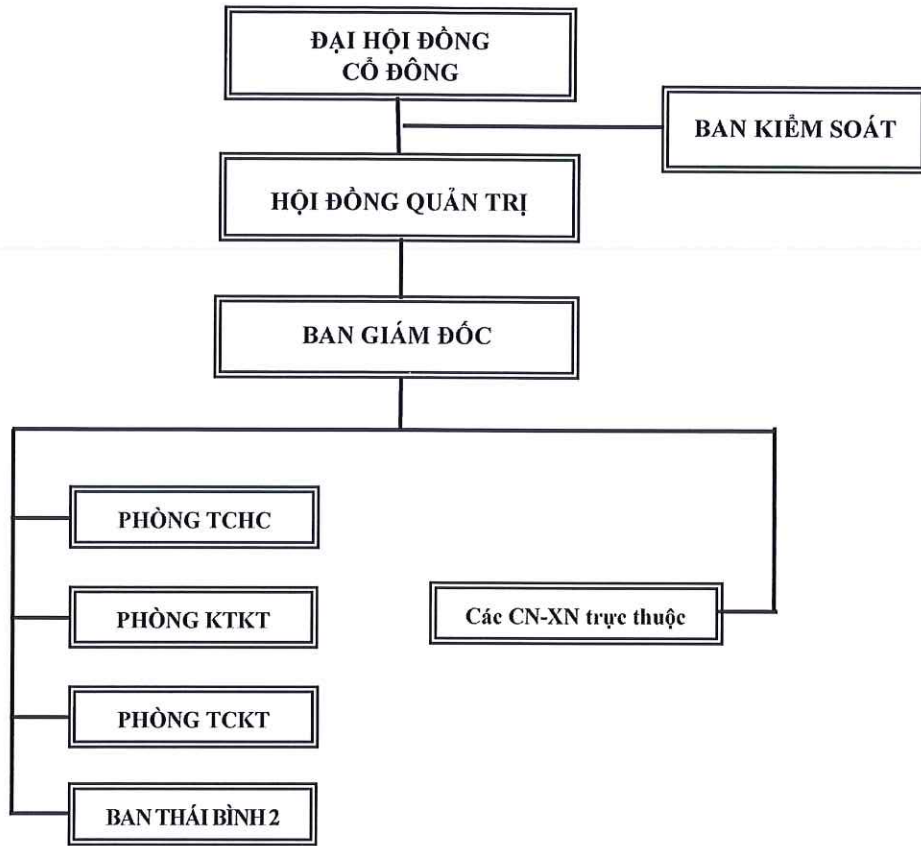 ĐẠI HỘI ĐỒNG
CỔ ĐÔNG
BAN KIỂM SOÁT
HỘI ĐỒNG QUẢN TRỊ
BAN GIÁM ĐỐC
PHÒNG TCHC
PHÒNG KTKT
Các CN-XN trực thuộc
PHÒNG TCKT
BAN THÁI BÌNH 2